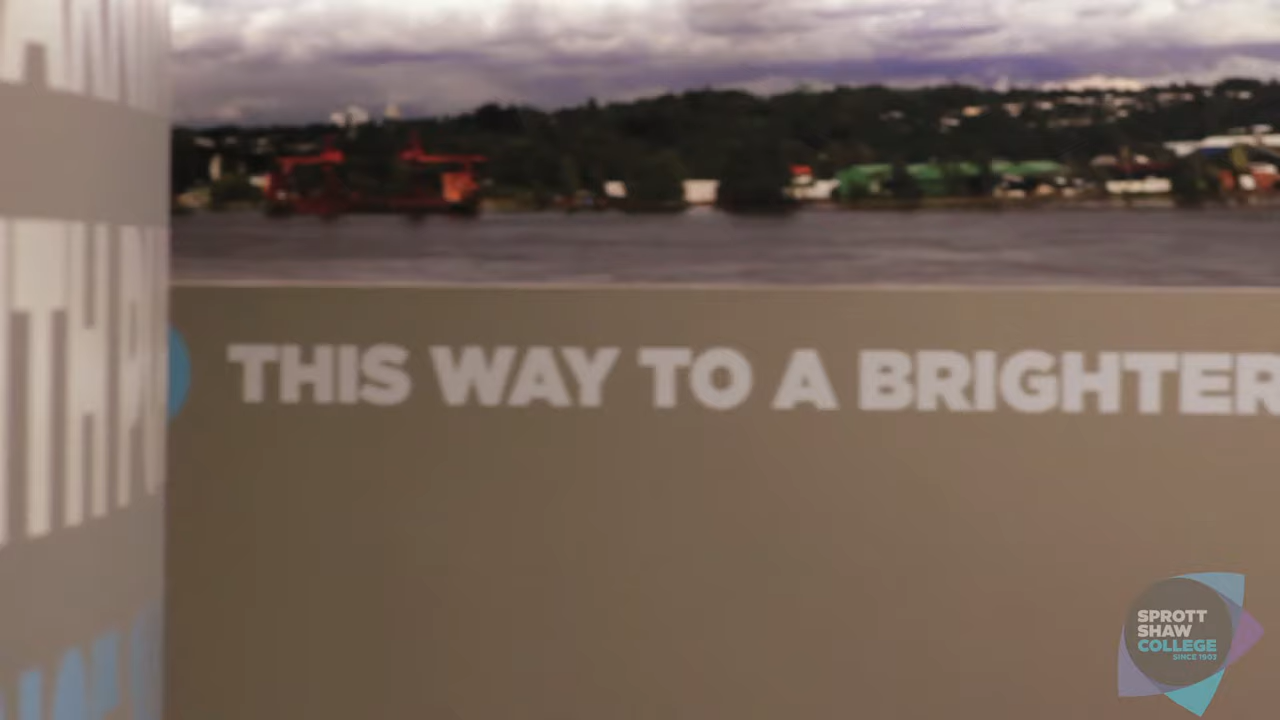 THIS WAY TO A BRIGHTER
SPROTT
SHAW
COLLEGE
SINCE 1903